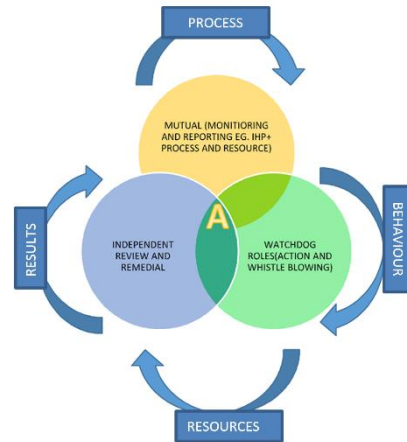 PROCESS
MUTUAL (MONITORING
AND REPORTING EG. IHP+
PROCESS AND RESOURCE)
A
INDEPENDENT
REVIEW AND
REMEDIAL
WATCHDOG
ROLES(ACTION AND
WHISTLE BLOWING)
RESULTS
BEHAVIOUR
RESOURCES